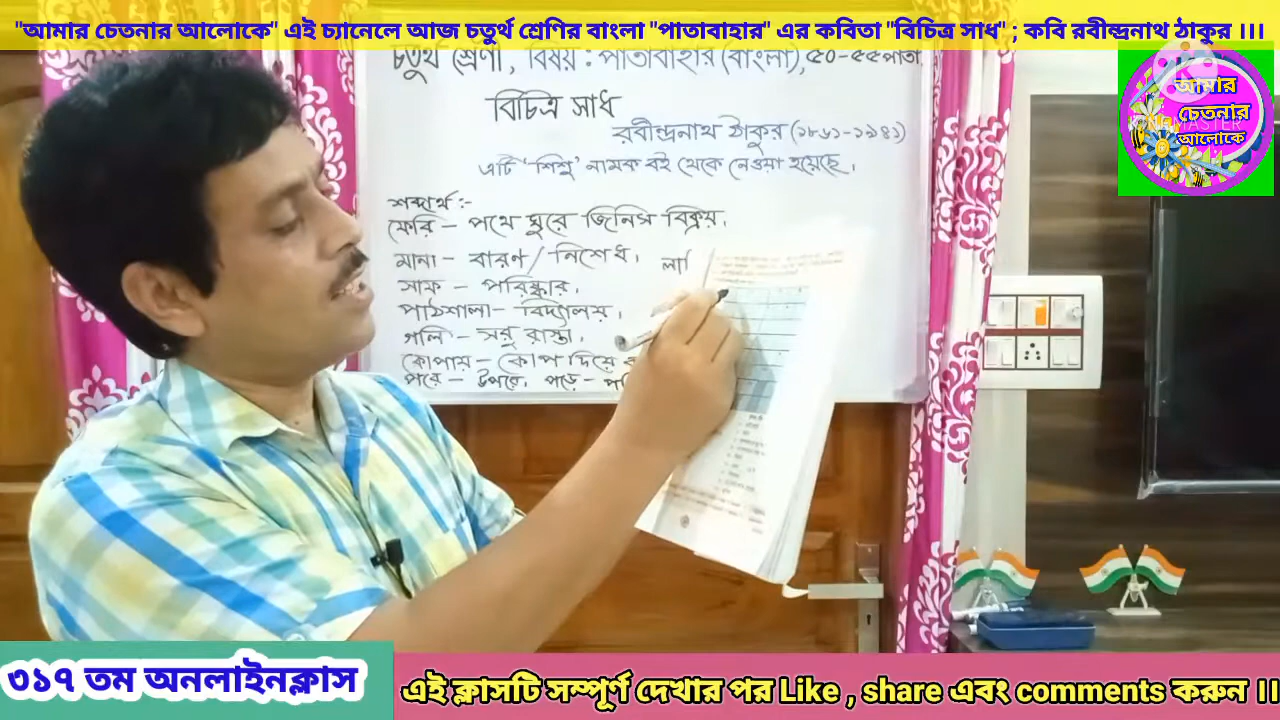 "আমার চেতনার আলোকে" এই চ্যানেলে আজ চতুর্থ শ্রেণির বাংলা "পাতাবাহার" এর কবিতা "বিচিত্র সাধ" ; কবি রবীন্দ্রনাথ ঠাকুর ।।।
চতুর্থ শ্রেণী, বিষয় : পাতাবাহার (বাংলা), ৫০-৫৫ পাতা
বিচিত্র সাধ
রবীন্দ্রনাথ ঠাকুর (১৮৬১-১৯৪১)
এটি 'শিশু' নামক বই থেকে নেওয়া হয়েছে।
শব্দার্থ :-
ফেরি - পথে ঘুরে জিনিস বিক্রয়।
মানা - বারণ / নিশেধ।
সাফ - পরিষ্কার।
পাঠশালা - বিদ্যালয়।
গলি - সরু রাস্তা।
কোপায় - কোপ দিয়ে
পরে - উপরে। পড়ে -
আমার
চেতনার
আলোকে
৩১৭ তম অনলাইনক্লাস
এই ক্লাসটি সম্পূর্ণ দেখার পর Like , share এবং comments করুন ।।